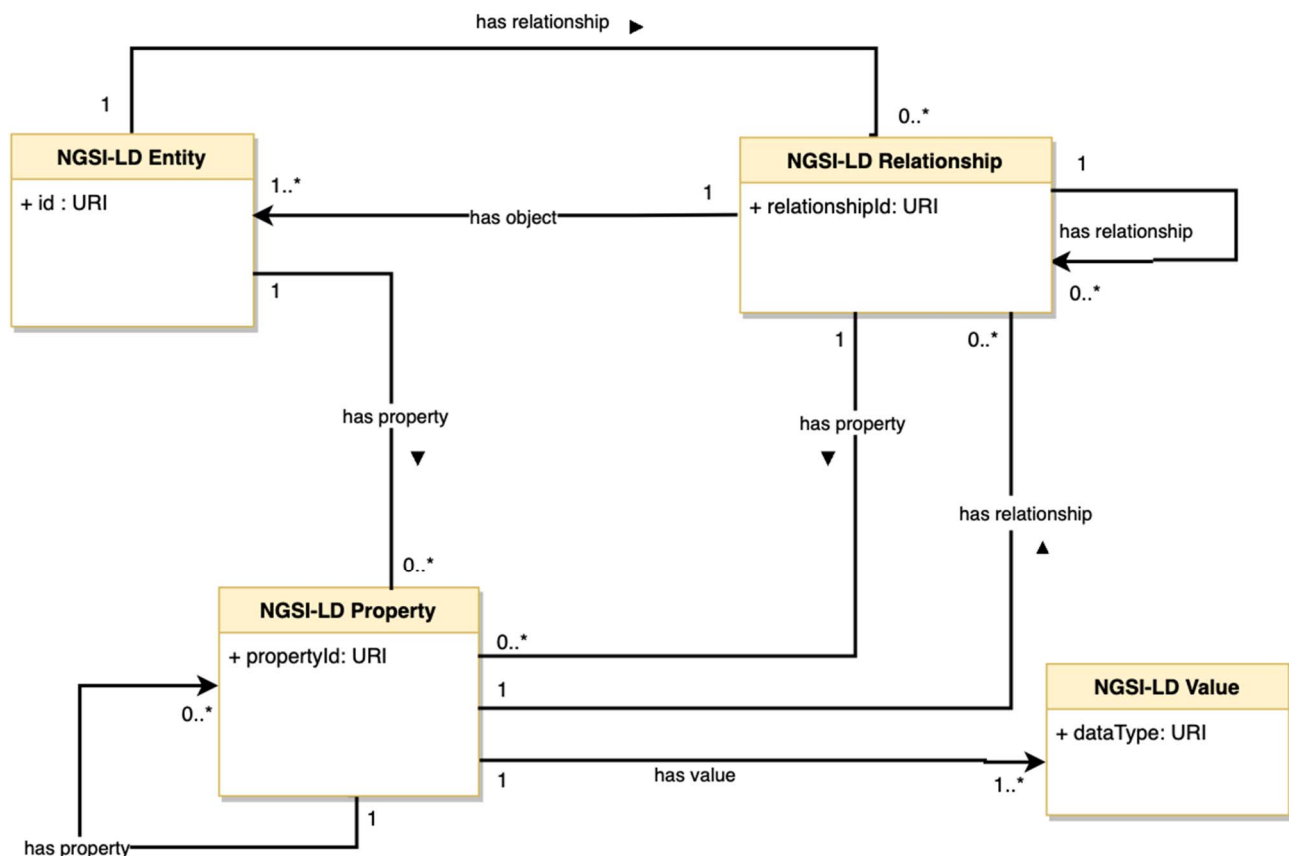 has relationship ►
1
0..*
NGSI-LD Entity
+ id : URI
NGSI-LD Relationship
+ relationshipId: URI
1
1..*
has object
1
has relationship
0..*
1
has property
▼
0..*
1
has property
▼
0..*
has relationship
▲
0..*
NGSI-LD Property
+ propertyId: URI
1
0..*
has property
1
1
has value
1..*
NGSI-LD Value
+ dataType: URI